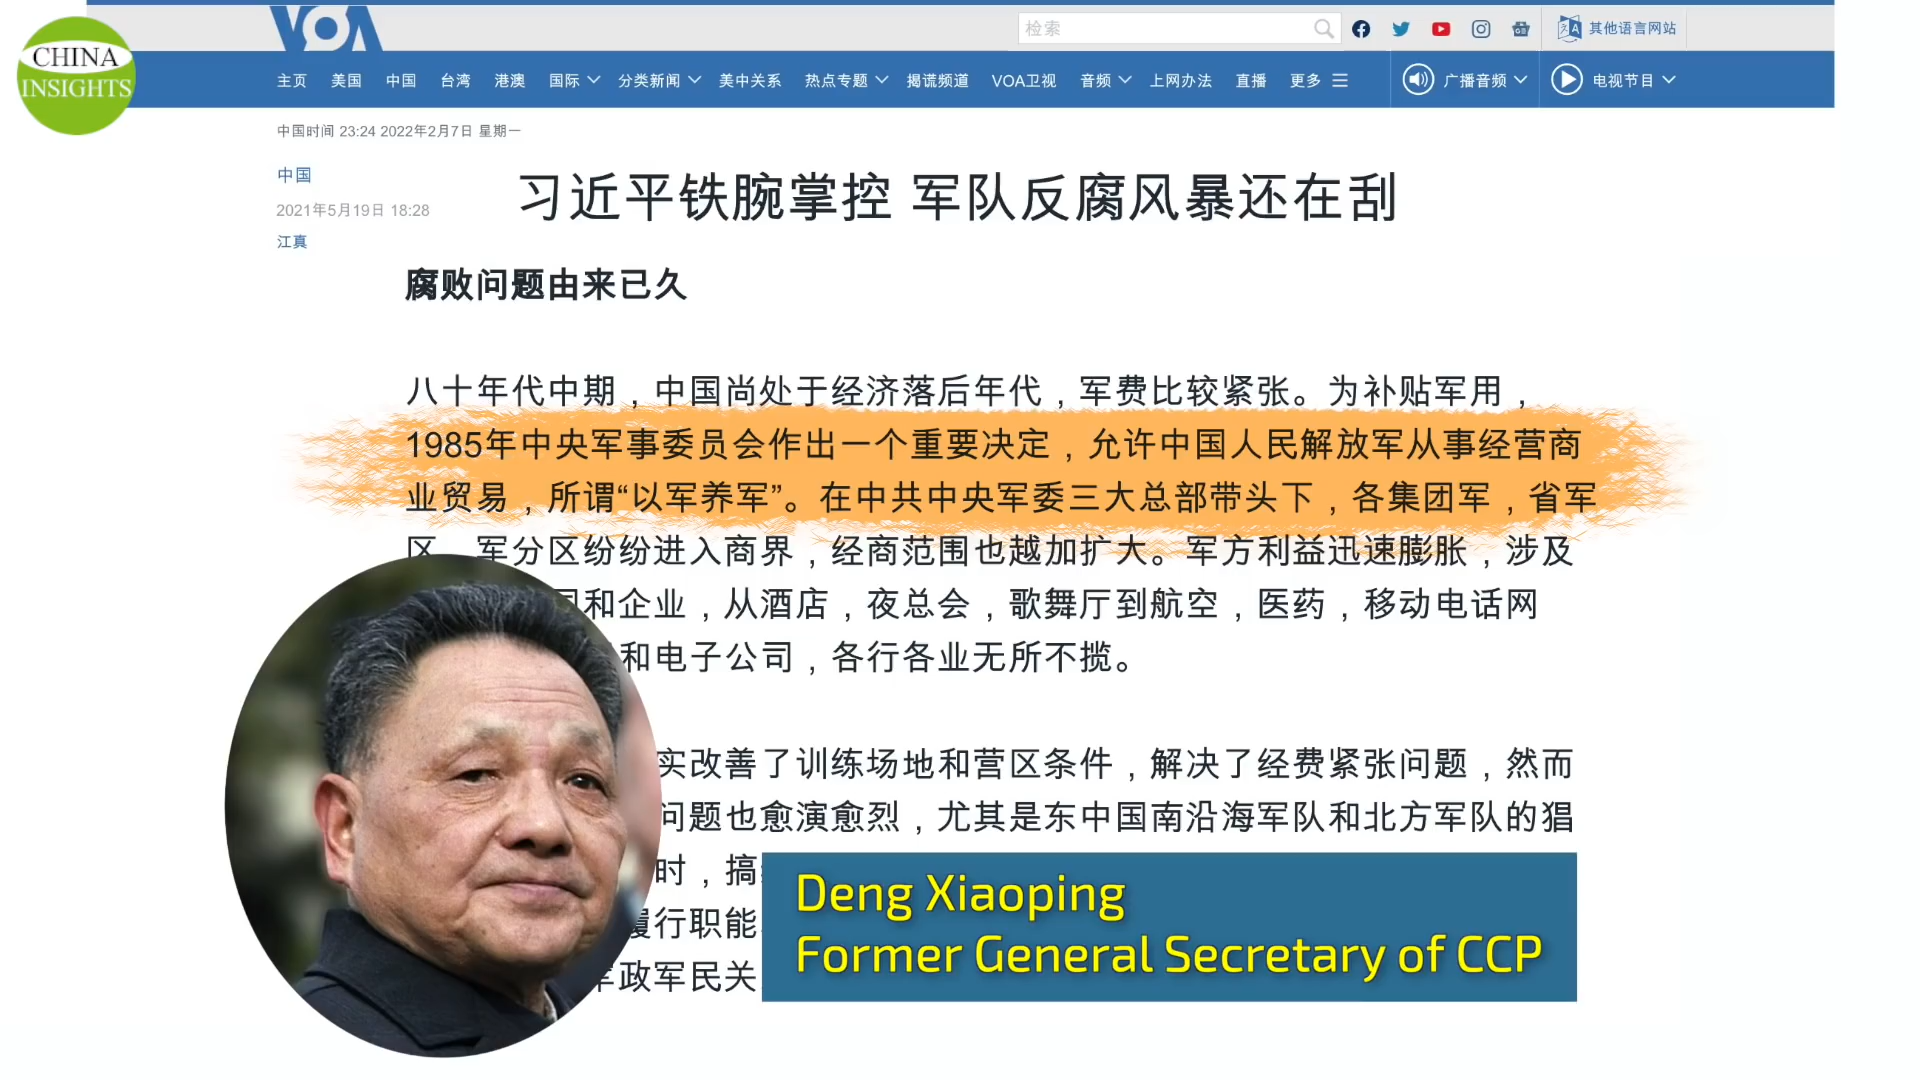 CHINA
INSIGHTS
VOA
检索
其他语言网站
主页 美国 中国 台湾 港澳 国际 分类新闻 美中关系 热点专题 揭谎频道 VOA卫视 音频 上网办法 直播 更多 广播音频 电视节目
中国时间 23:24 2022年2月7日 星期一
中国
2021年5月19日 18:28
江真
习近平铁腕掌控 军队反腐风暴还在刮
腐败问题由来已久
八十年代中期，中国尚处于经济落后年代，军费比较紧张。为补贴军用，
1985年中央军事委员会作出一个重要决定，允许中国人民解放军从事经营商
业贸易，所谓“以军养军”。在中共中央军委三大总部带头下，各集团军，省军
区，军分区纷纷进入商界，经商范围也越加扩大。军方利益迅速膨胀，涉及
和企业，从酒店，夜总会，歌舞厅到航空，医药，移动电话网
和电子公司，各行各业无所不揽。
实改善了训练场地和营区条件，解决了经费紧张问题，然而
问题也愈演愈烈，尤其是东中国南沿海军队和北方军队的猖
时，搞
履行职能
军政军民关
Deng Xiaoping
Former General Secretary of CCP